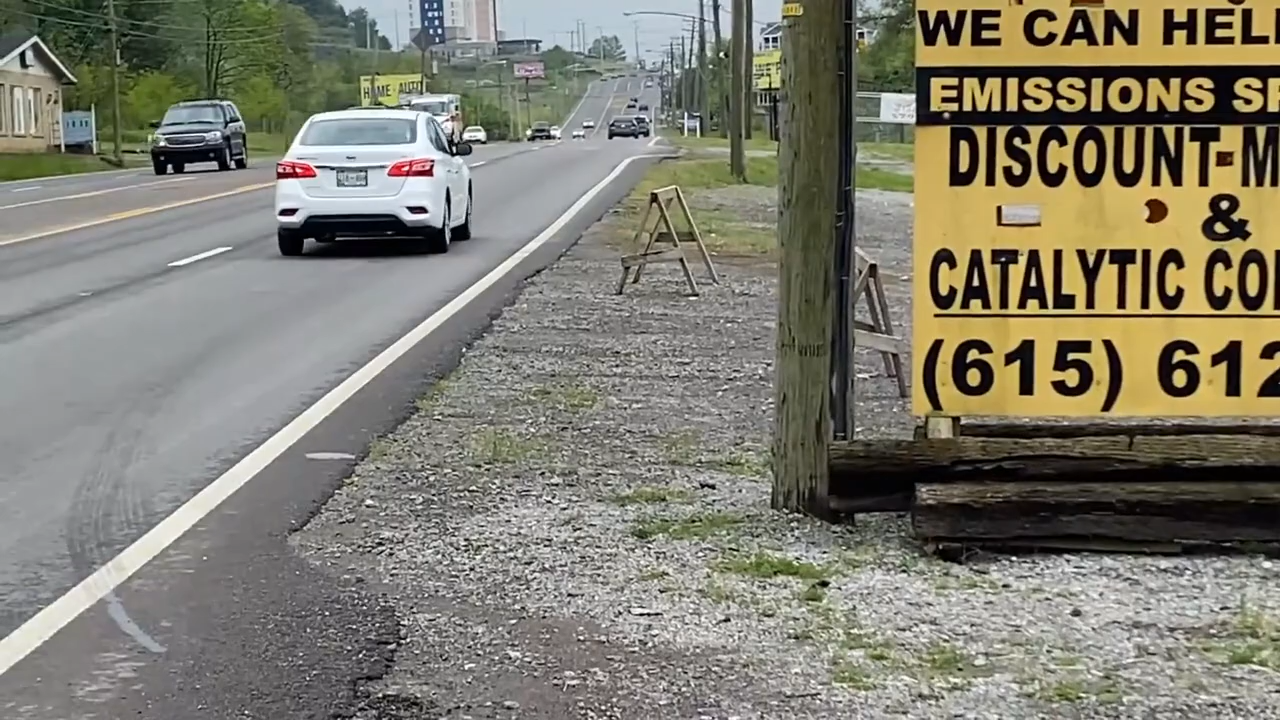 HOME - AUTO
WE CAN HEL
EMISSIONS SP
DISCOUNT-M
&
CATALYTIC CO
(615) 612